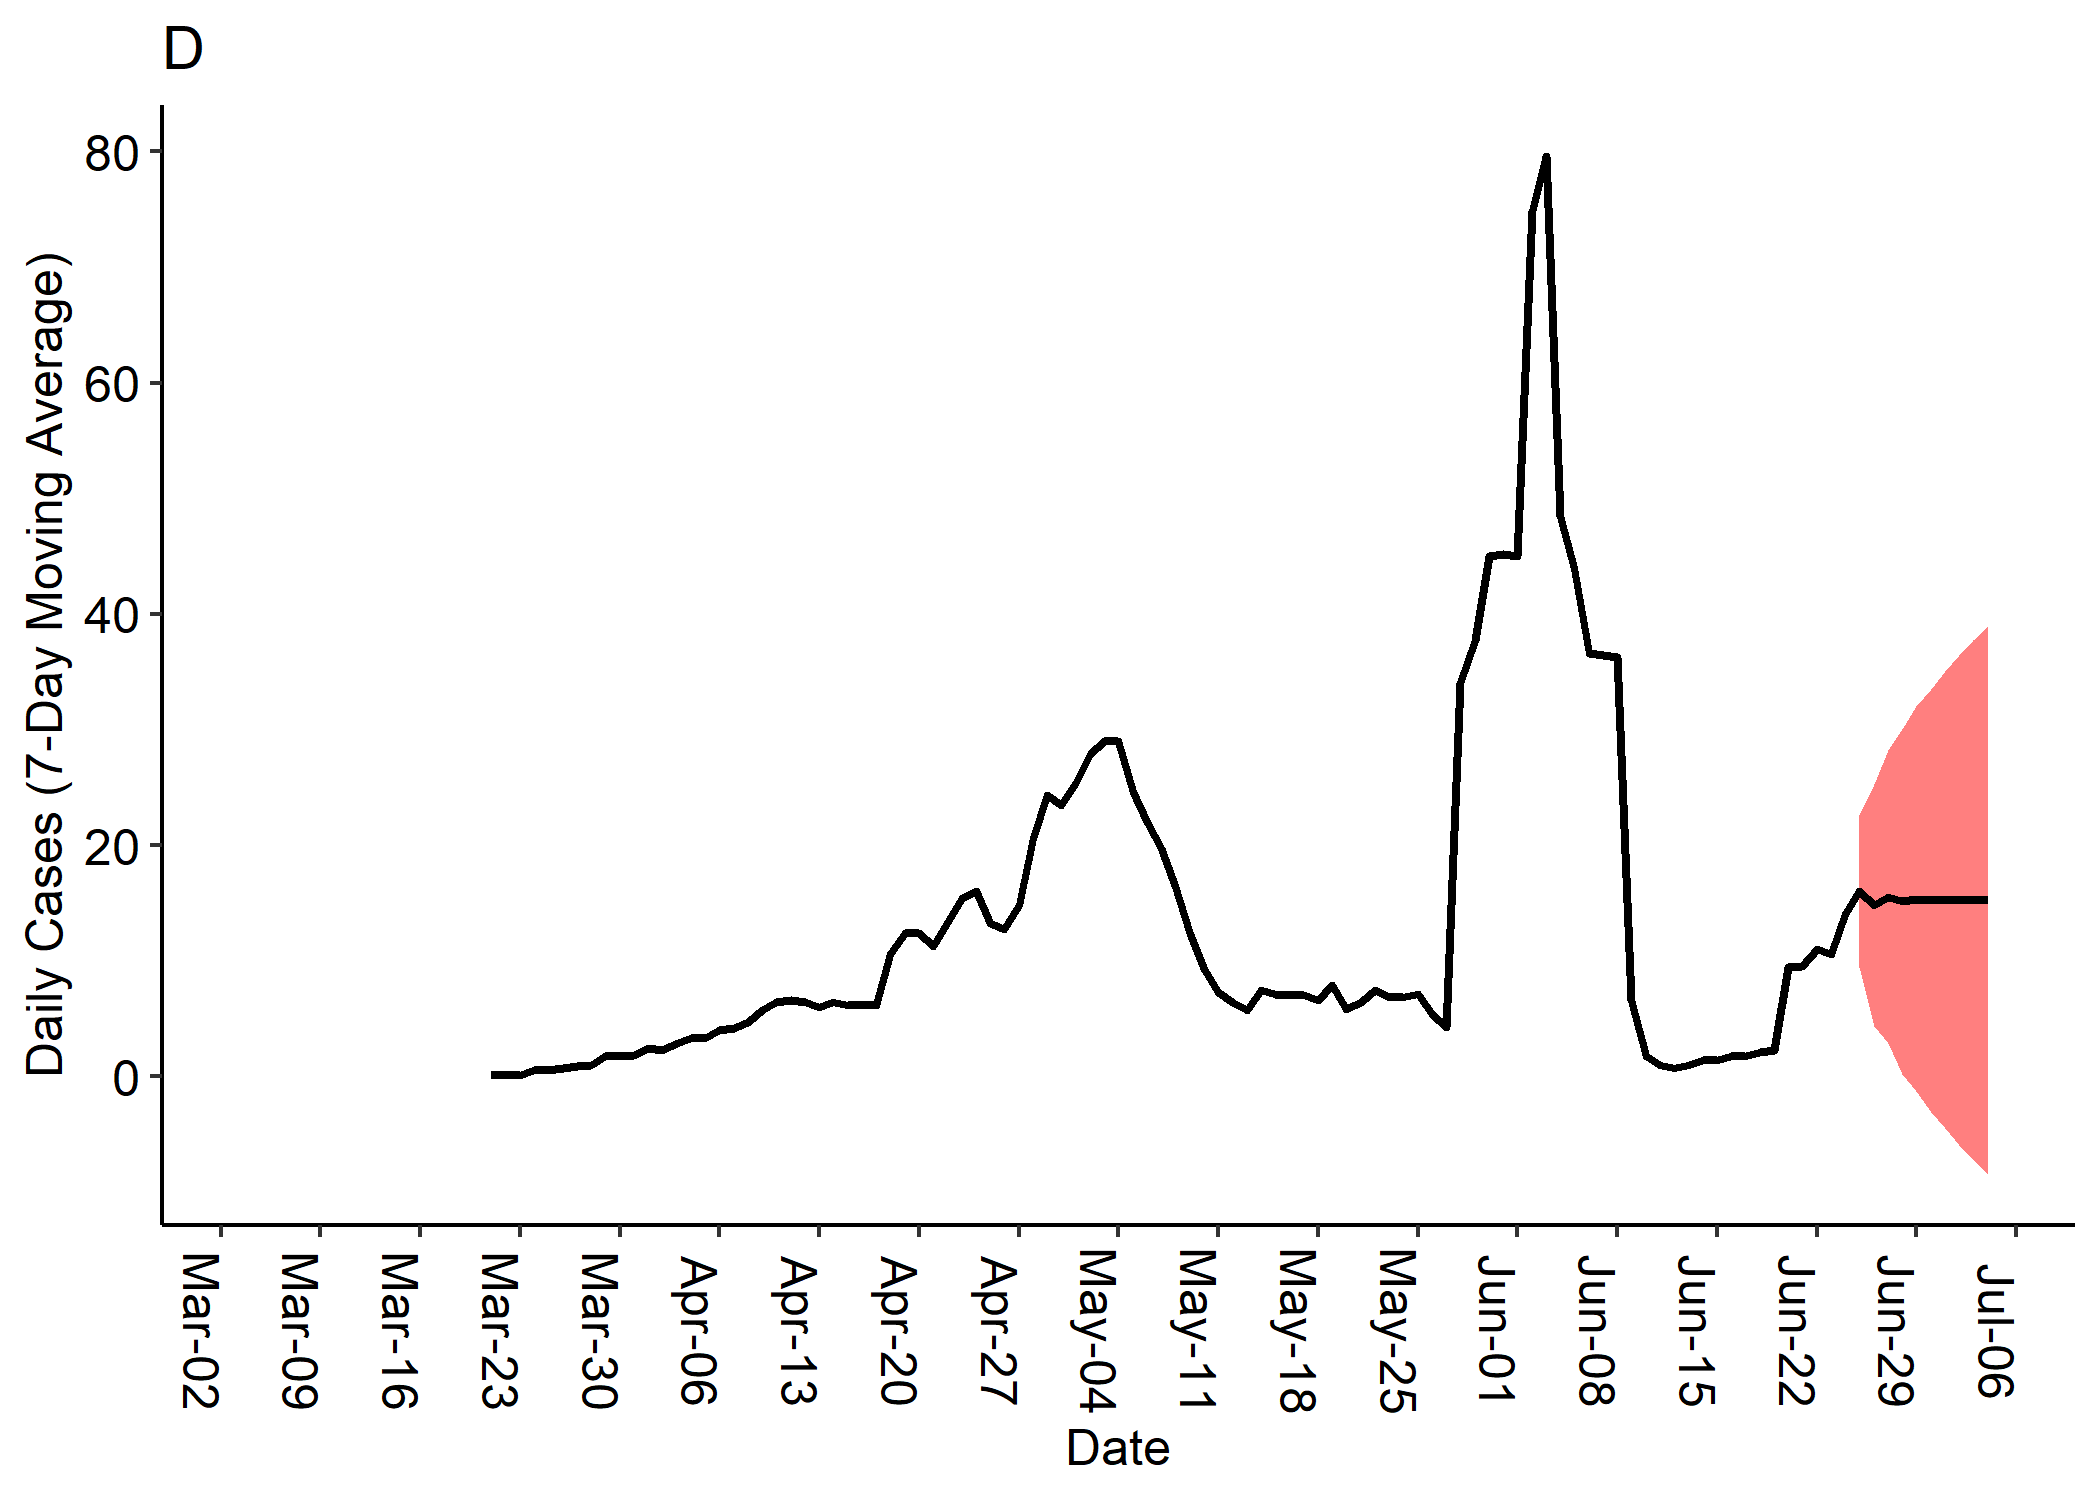 D
Daily Cases (7-Day Moving Average)
80
60
40
20
0
Mar-02
Mar-09
Mar-16
Mar-23
Mar-30
Apr-06
Apr-13
Apr-20
Apr-27
May-04
May-11
May-18
May-25
Jun-01
Jun-08
Jun-15
Jun-22
Jun-29
Jul-06
Date